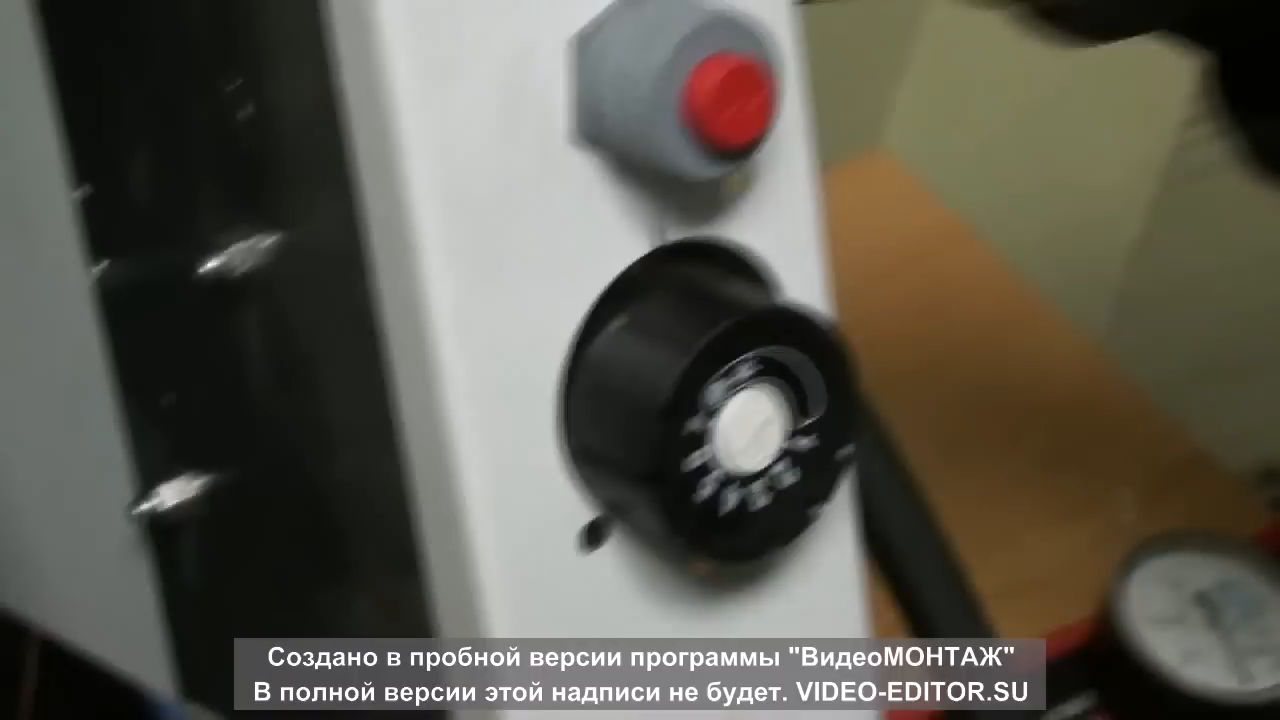 Создано в пробной версии программы "ВидеоМОНТАЖ"
В полной версии этой надписи не будет. VIDEO-EDITOR.SU